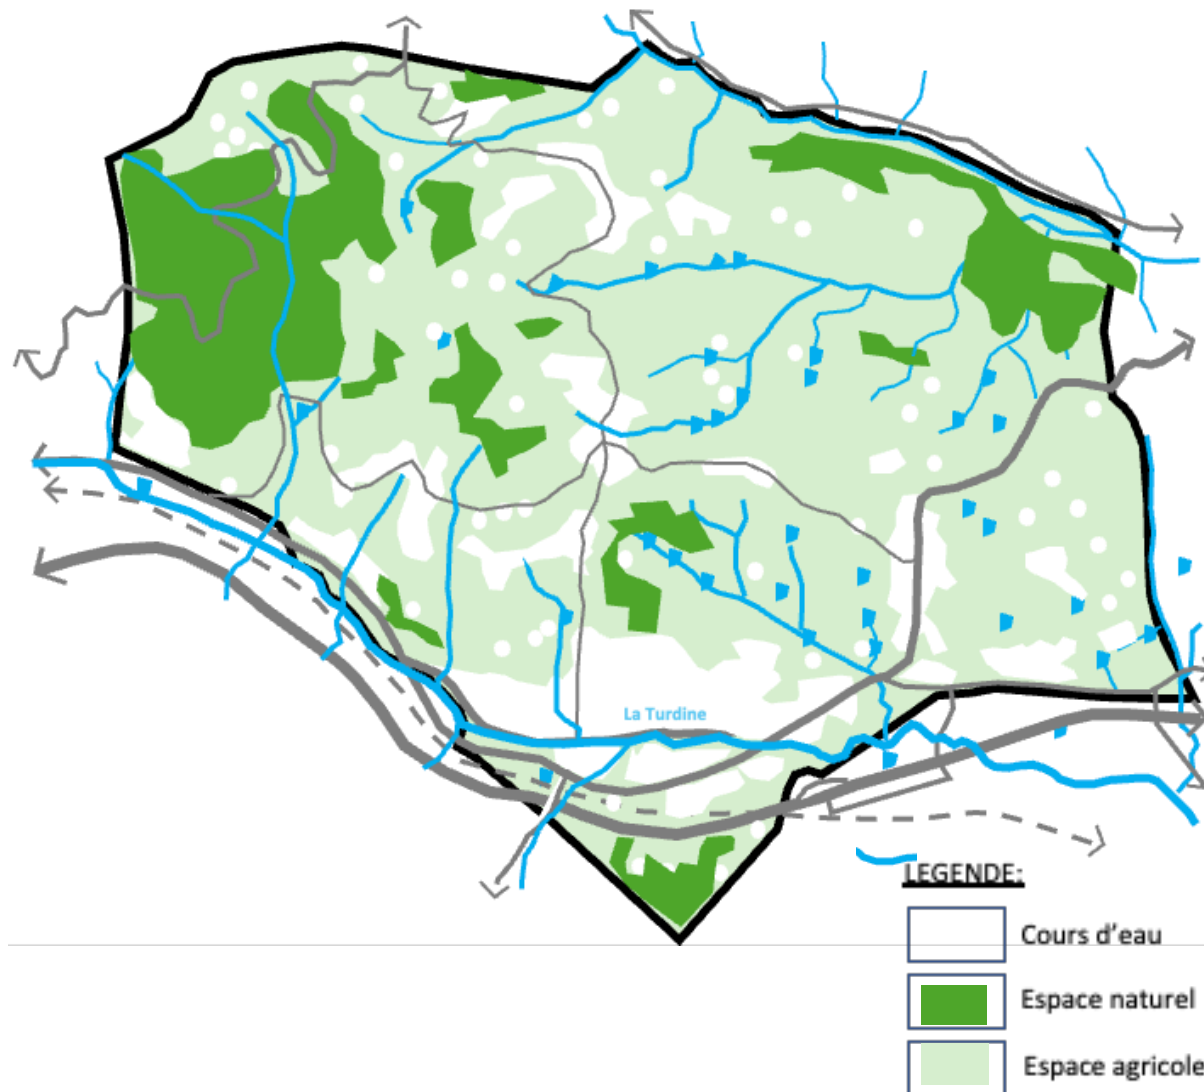 La Turdine
LEGENDE:
Cours d'eau
Espace naturel
Espace agricole